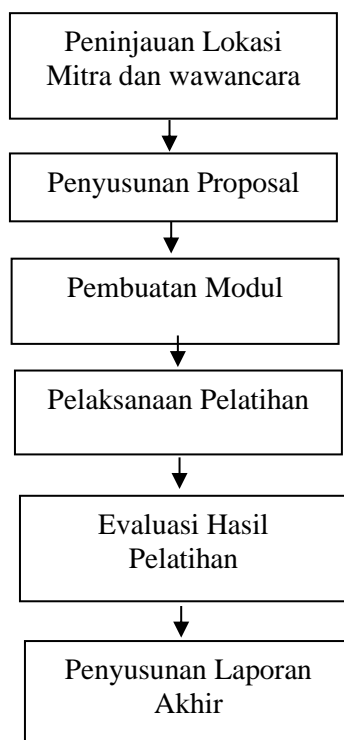 Peninjauan Lokasi
Mitra dan wawancara
Penyusunan Proposal
Pembuatan Modul
Pelaksanaan Pelatihan
Evaluasi Hasil
Pelatihan
Penyusunan Laporan
Akhir